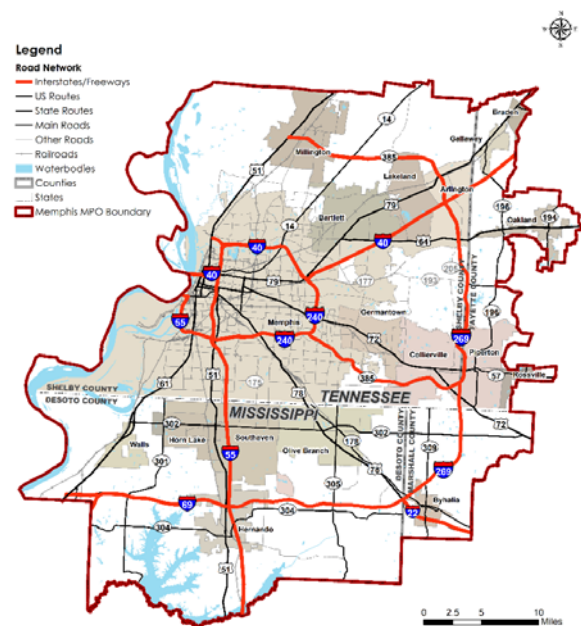 Legend
Road Network
Interstates/Freeways
US Routes
State Routes
Main Roads
Other Roads
Railroads
Waterbodies
Counties
States
Memphis MPO Boundary
14
Braden
51
Millington
Gallaway
385
Lakeland
Arlington
79
196
Bartlett
14
Oakland
194
40
40
64
40
79
177
193
205
SHELBY COUNTY
FAYETTE COUNTY
55
240
Germantown
Memphis
240
72
269
196
Collierville
Piperton
57
Rossville
61
51
175
78
385
SHELBY COUNTY
DESOTO COUNTY
TENNESSEE
MISSISSIPPI
72
302
302
178
309
Walls
Horn Lake
Southaven
Olive Branch
301
55
78
DESOTO COUNTY
MARSHALL COUNTY
269
305
69
304
22
Byhalia
304
Hernando
51
0 2.5 5 10
Miles